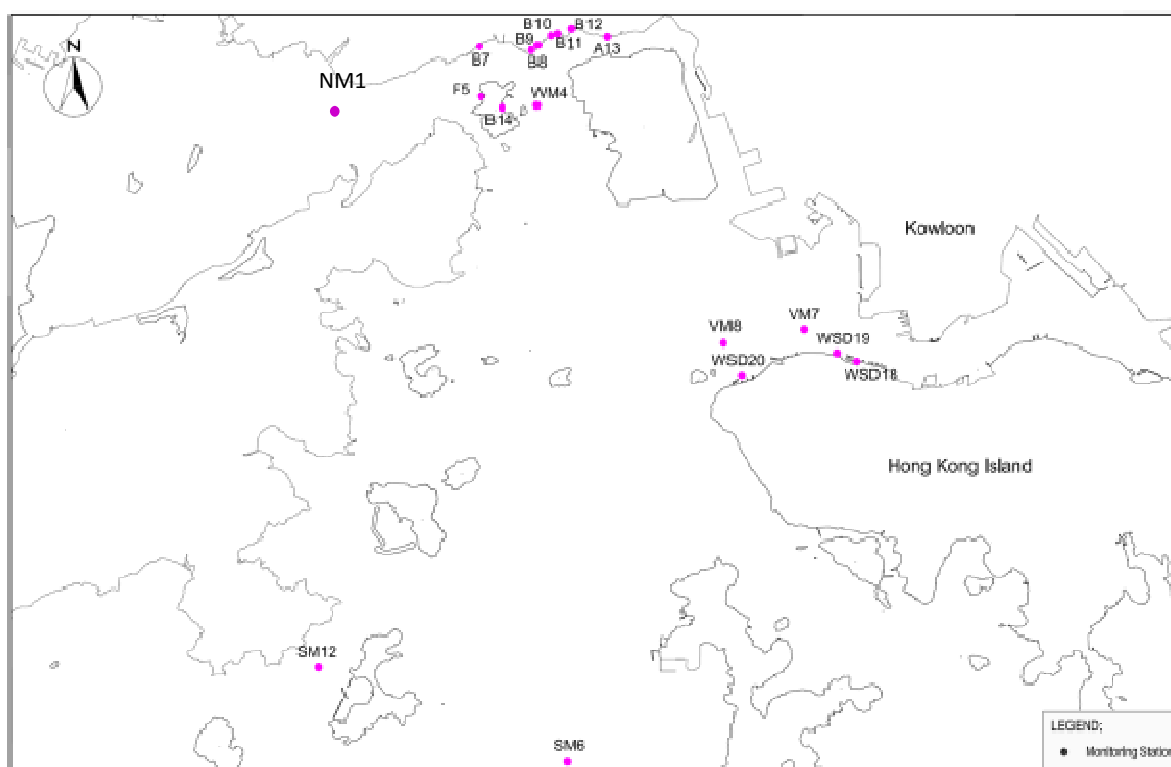 B10
B12
N
B9
B11
A13
B7
B8
NM1
F5
WM4
B14
Kowloon
VM7
VM8
WSD19
WSD20
WSD18
Hong Kong Island
SM12
SM6
LEGEND;
Monitoring Station